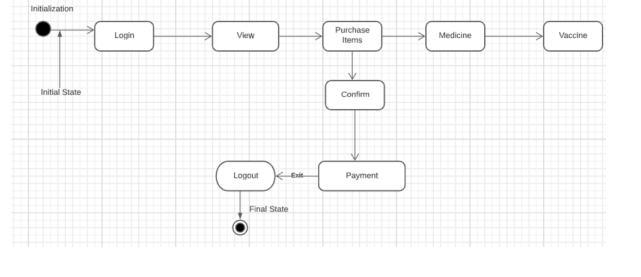 Initialization
Login
View
Purchase
Items
Medicine
Vaccine
Initial State
Confirm
Logout
Exit
Payment
Final State